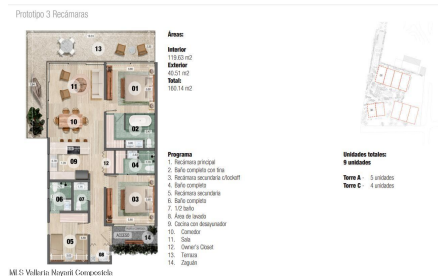 Prototipo 3 Recámaras
Áreas:
Interior
119.63 m2
Exterior
40.51 m2
Total:
160.14 m2
Programa
1. Recámara principal
2. Baño completo con tina
3. Recámara secundaria c/lockoff
4. Baño completo
5. Recámara secundaria
6. Baño completo
7. 1/2 baño
8. Área de lavado
9. Cocina con desayunador
10. Comedor
11. Sala
12. Owner's Closet
13. Terraza
14. Zaguán
Unidades totales:
9 unidades
Torre A - 5 unidades
Torre C - 4 unidades
13
11
01
10
02
09
12
04
06
07
03
05
08
14
MLS Vallarta Nayarit Compostela